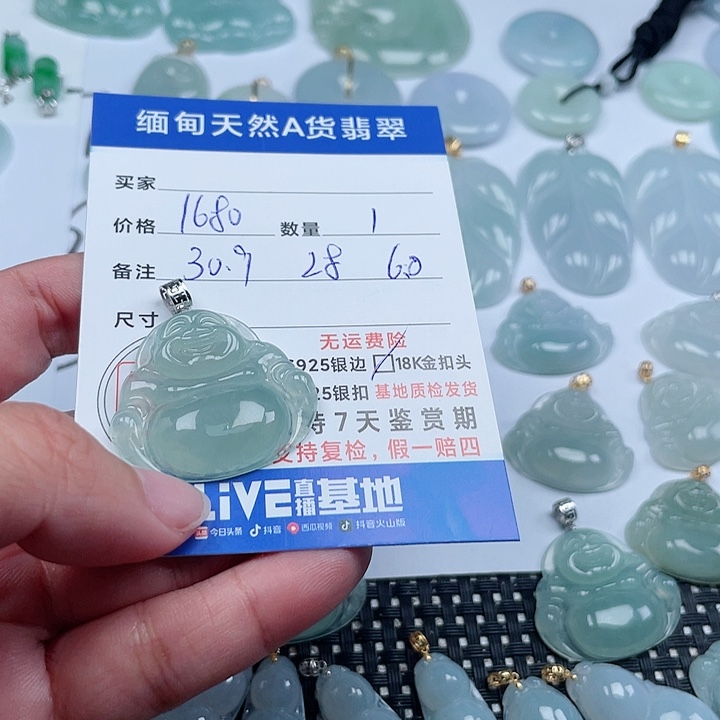 缅甸天然A货翡翠
买家
价格 1680 数量 1
备注 30.9 28 6.0
尺寸
无运费险
925银边 18K金扣头
25银扣 基地质检发货
持7天鉴赏期
支持复检，假一赔四
LiVE直播基地
今日头条 抖音 西瓜视频 抖音火山版